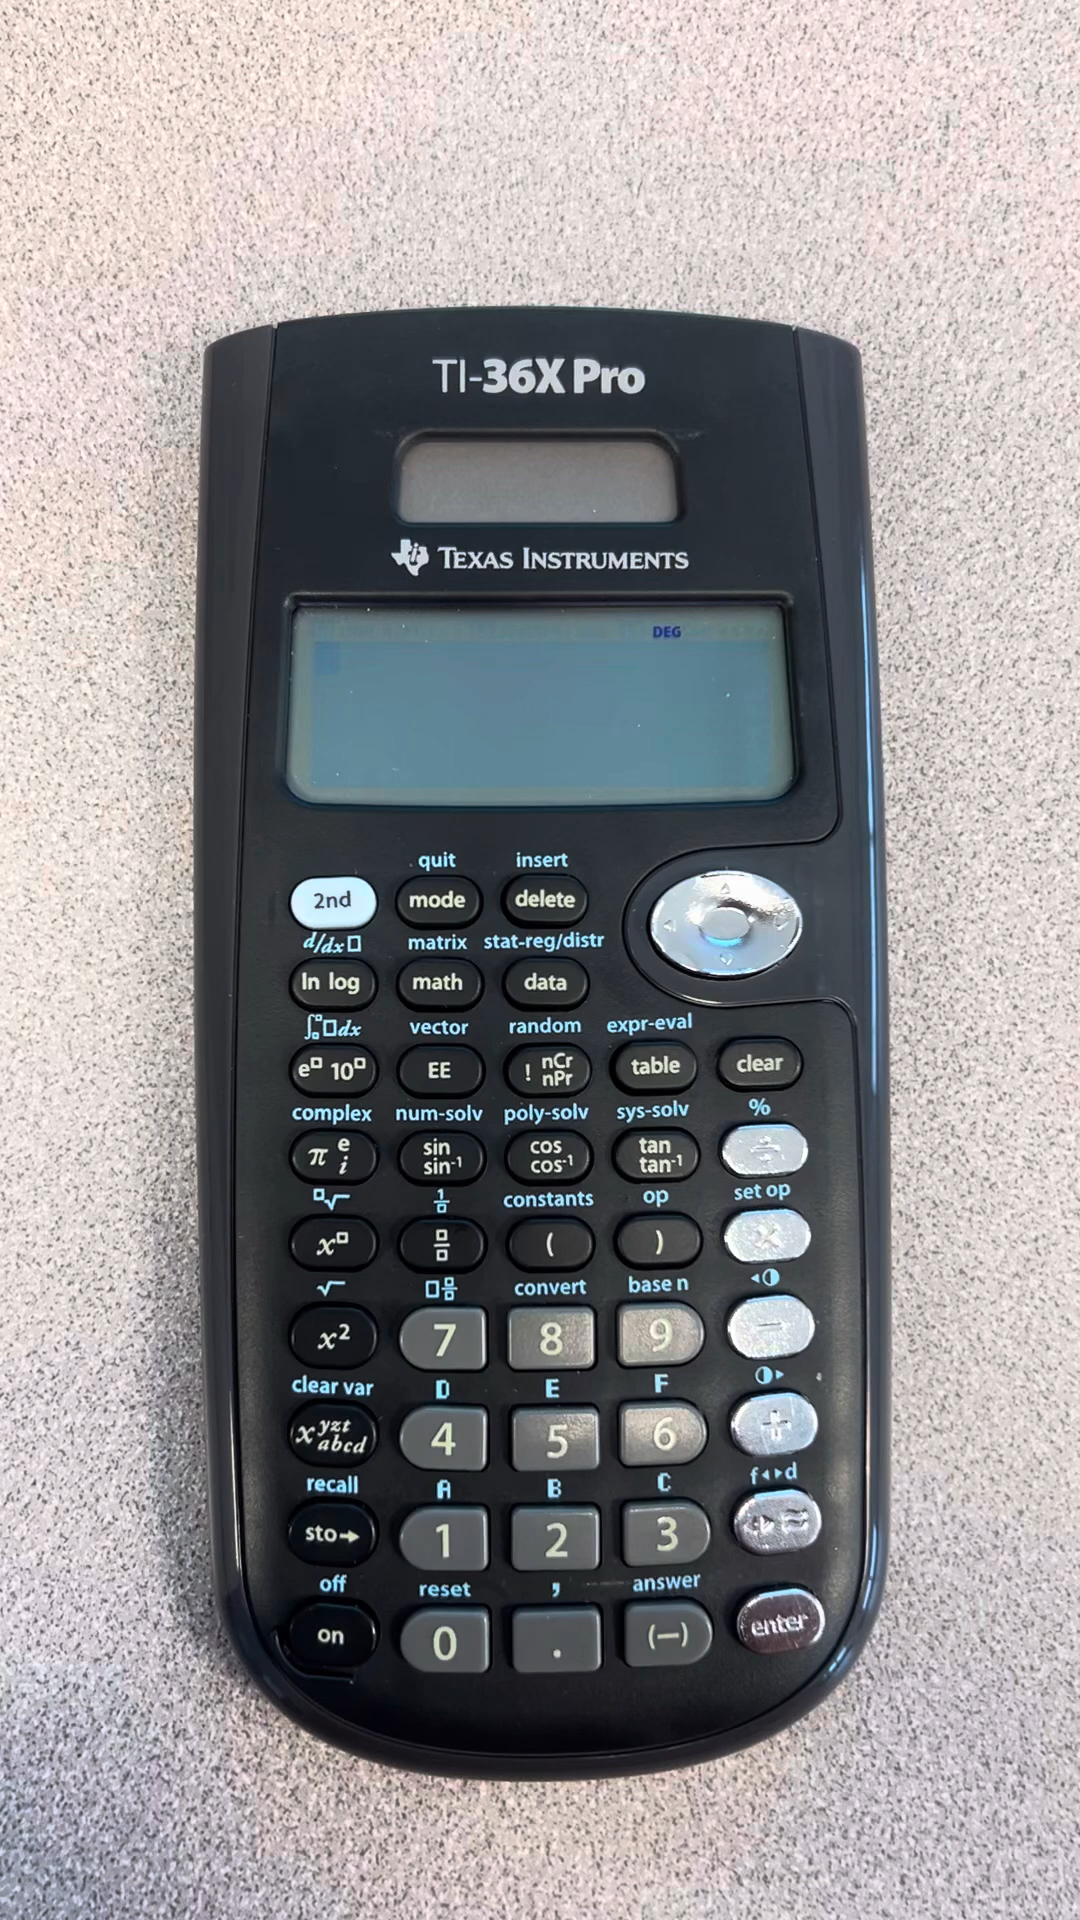 TI-36X Pro
TEXAS INSTRUMENTS
DEG
quit insert
2nd mode delete
d/dx□ matrix stat-reg/distr
ln log math data
∫□dx vector random expr-eval
e□ 10□ EE ! nCr nPr table clear
complex num-solv poly-solv sys-solv %
π e i sin sin-1 cos cos-1 tan tan-1 ÷
□√ 1/□ constants op set op
x□ □/□ ( ) ×
√ □□/□ convert base n ◂◑
x² 7 8 9 −
clear var D E F ◑▸
x yzt abcd 4 5 6 +
recall A B C f◂▸d
sto→ 1 2 3 ◂▸≈
off reset , answer
on 0 . (−) enter